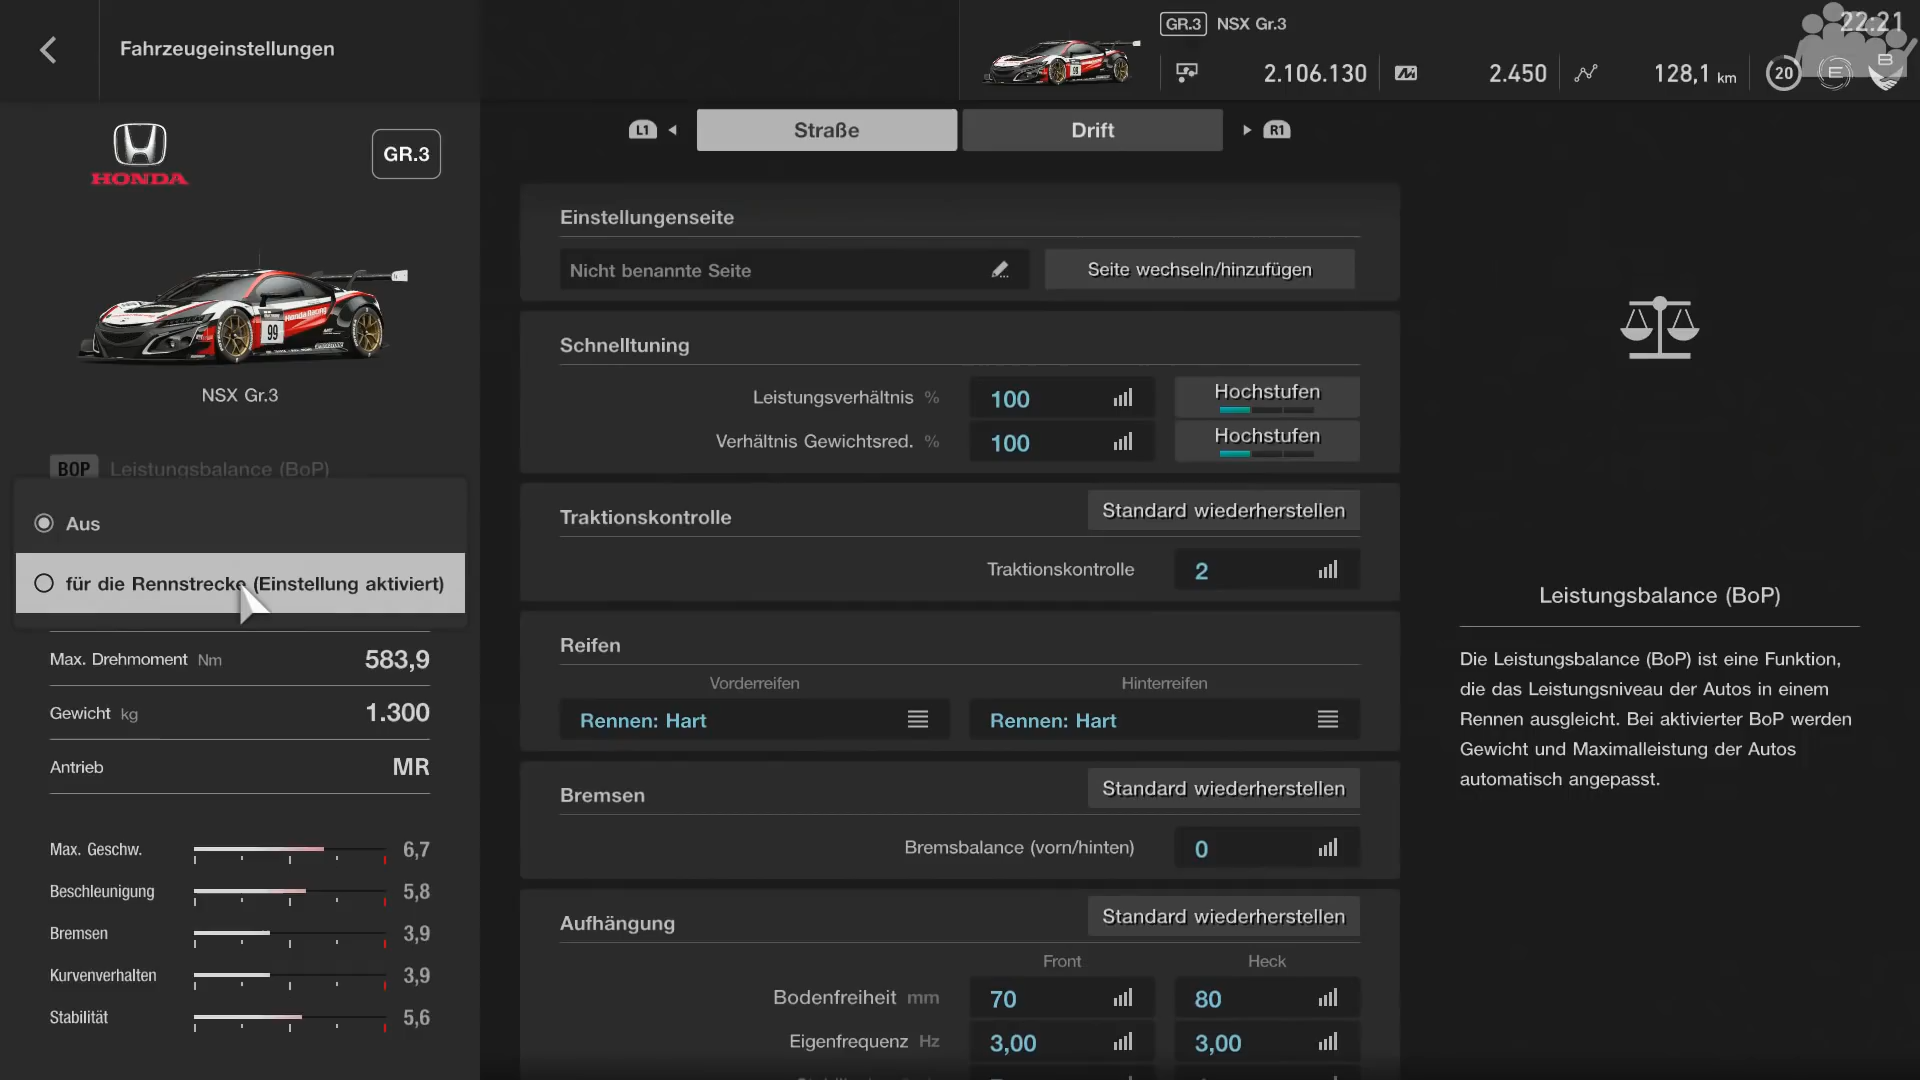 22:21
Fahrzeugeinstellungen
GR.3 NSX Gr.3
2.106.130
2.450
128,1 km
20
E
B
HONDA
GR.3
99
Honda Racing
NSX Gr.3
BOP Leistungsbalance (BoP)
Aus
für die Rennstrecke (Einstellung aktiviert)
Max. Drehmoment Nm 583,9
Gewicht kg 1.300
Antrieb MR
Max. Geschw. 6,7
Beschleunigung 5,8
Bremsen 3,9
Kurvenverhalten 3,9
Stabilität 5,6
L1 Straße Drift R1
Einstellungenseite
Nicht benannte Seite Seite wechseln/hinzufügen
Schnelltuning
Leistungsverhältnis % 100 Hochstufen
Verhältnis Gewichtsred. % 100 Hochstufen
Traktionskontrolle Standard wiederherstellen
Traktionskontrolle 2
Reifen
Vorderreifen Hinterreifen
Rennen: Hart Rennen: Hart
Bremsen Standard wiederherstellen
Bremsbalance (vorn/hinten) 0
Aufhängung Standard wiederherstellen
Front Heck
Bodenfreiheit mm 70 80
Eigenfrequenz Hz 3,00 3,00
Leistungsbalance (BoP)
Die Leistungsbalance (BoP) ist eine Funktion,
die das Leistungsniveau der Autos in einem
Rennen ausgleicht. Bei aktivierter BoP werden
Gewicht und Maximalleistung der Autos
automatisch angepasst.